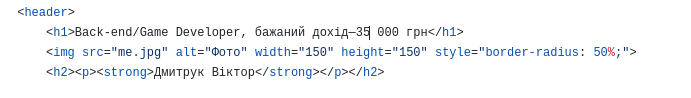 <header>
<h1>Back-end/Game Developer, бажаний дохід—35 000 грн</h1>
<img src="me.jpg" alt="Фото" width="150" height="150" style="border-radius: 50%;">
<h2><p><strong>Дмитрук Віктор</strong></p></h2>